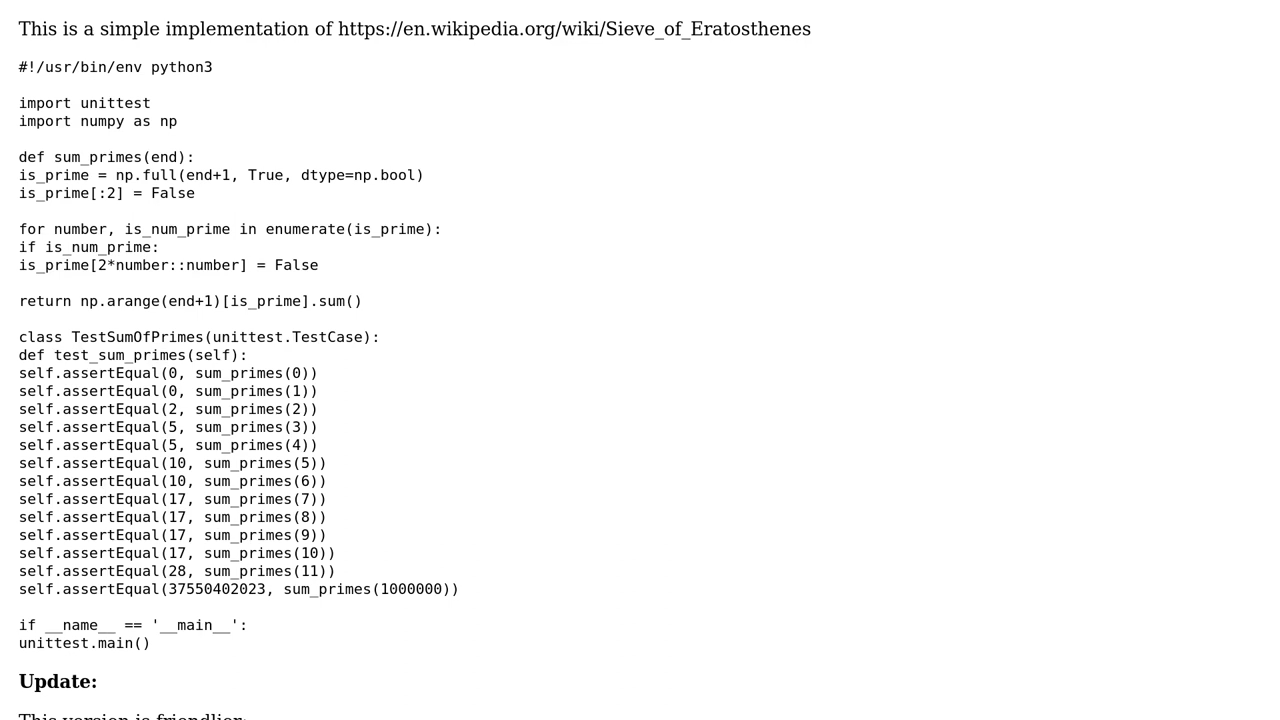 This is a simple implementation of https://en.wikipedia.org/wiki/Sieve_of_Eratosthenes
#!/usr/bin/env python3
import unittest
import numpy as np
def sum_primes(end):
is_prime = np.full(end+1, True, dtype=np.bool)
is_prime[:2] = False
for number, is_num_prime in enumerate(is_prime):
if is_num_prime:
is_prime[2*number::number] = False
return np.arange(end+1)[is_prime].sum()
class TestSumOfPrimes(unittest.TestCase):
def test_sum_primes(self):
self.assertEqual(0, sum_primes(0))
self.assertEqual(0, sum_primes(1))
self.assertEqual(2, sum_primes(2))
self.assertEqual(5, sum_primes(3))
self.assertEqual(5, sum_primes(4))
self.assertEqual(10, sum_primes(5))
self.assertEqual(10, sum_primes(6))
self.assertEqual(17, sum_primes(7))
self.assertEqual(17, sum_primes(8))
self.assertEqual(17, sum_primes(9))
self.assertEqual(17, sum_primes(10))
self.assertEqual(28, sum_primes(11))
self.assertEqual(37550402023, sum_primes(1000000))
if __name__ == '__main__':
unittest.main()
Update:
This version is friendlier: